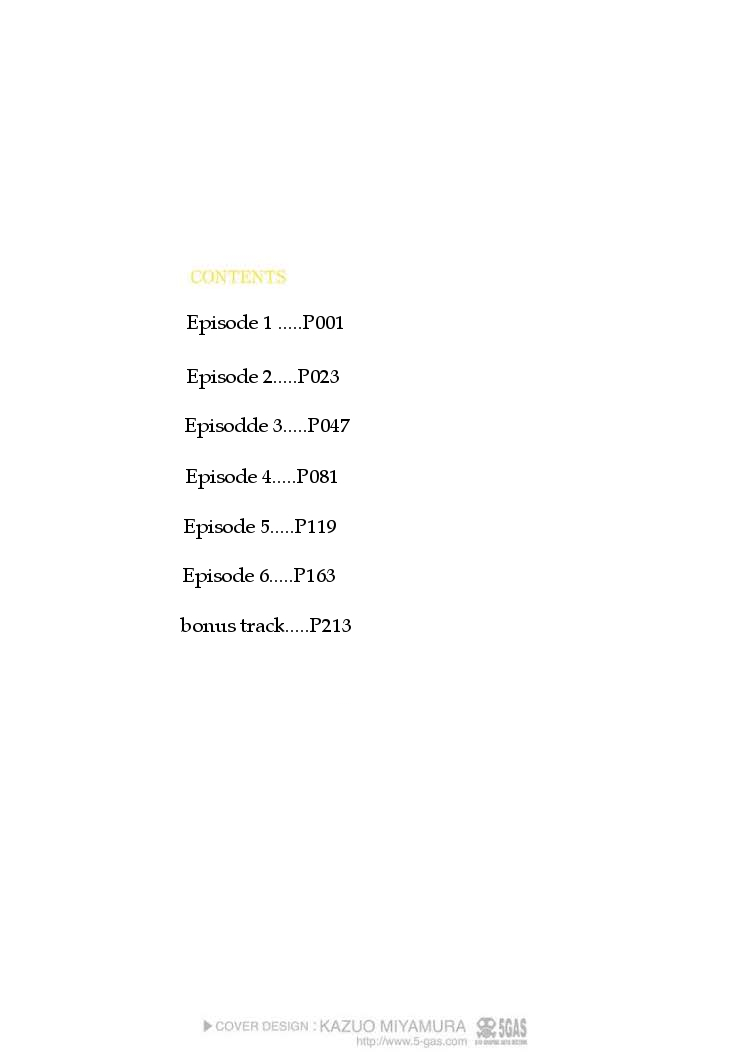 CONTENTS
Episode 1 .....P001
Episode 2.....P023
Episodde 3.....P047
Episode 4.....P081
Episode 5.....P119
Episode 6.....P163
bonus track.....P213
▶ COVER DESIGN : KAZUO MIYAMURA 5GAS
http://www.5-gas.com